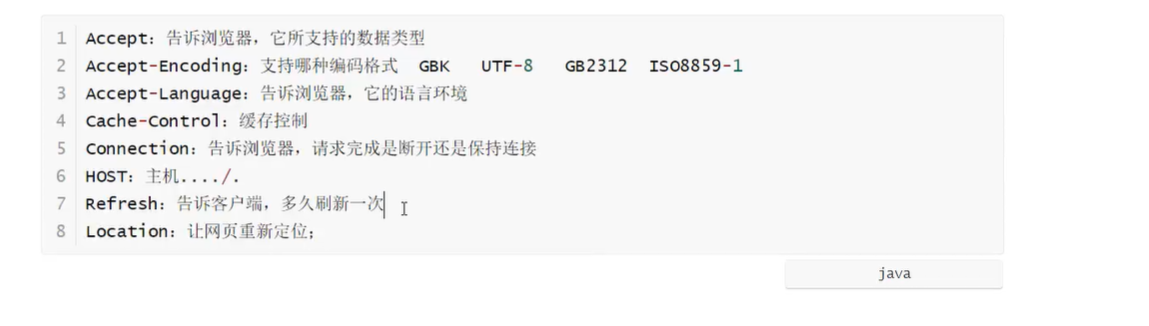 1 Accept：告诉浏览器，它所支持的数据类型
2 Accept-Encoding：支持哪种编码格式 GBK UTF-8 GB2312 ISO8859-1
3 Accept-Language：告诉浏览器，它的语言环境
4 Cache-Control：缓存控制
5 Connection：告诉浏览器，请求完成是断开还是保持连接
6 HOST：主机..../.
7 Refresh：告诉客户端，多久刷新一次
8 Location：让网页重新定位；
java